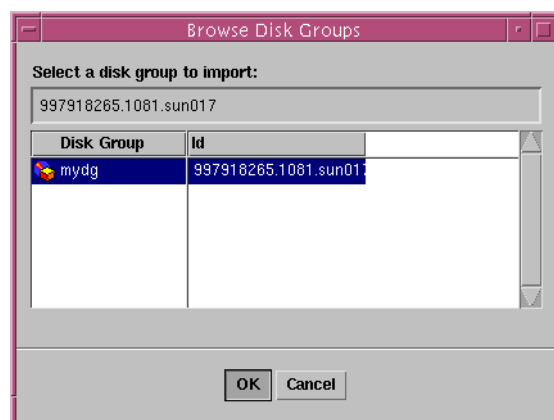 Browse Disk Groups
Select a disk group to import:
997918265.1081.sun017
Disk Group Id
mydg 997918265.1081.sun017
OK Cancel